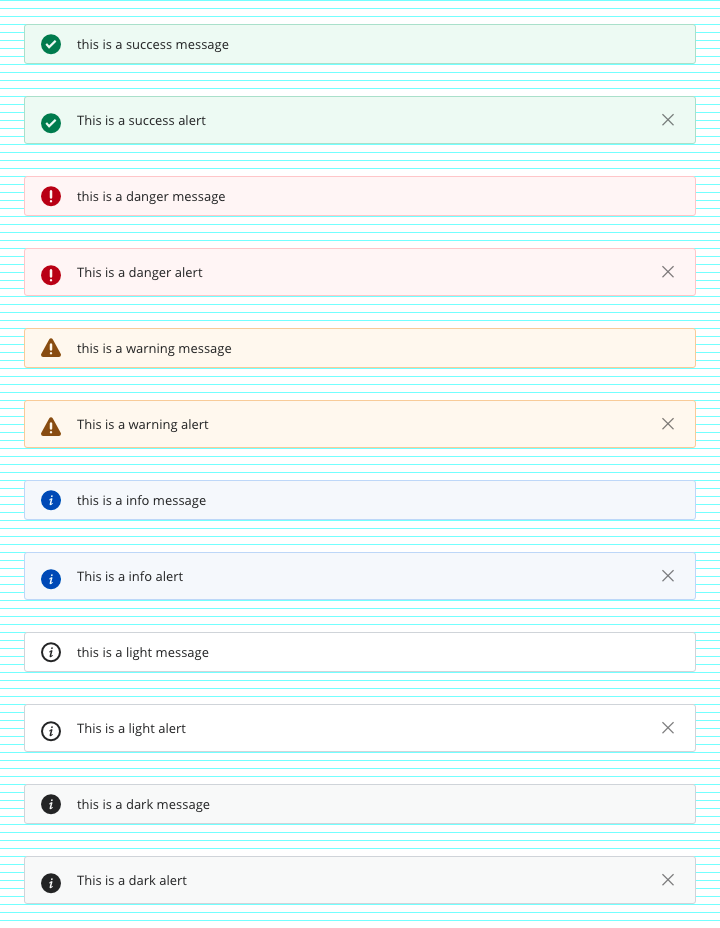 this is a success message
This is a success alert
this is a danger message
This is a danger alert
this is a warning message
This is a warning alert
this is a info message
This is a info alert
this is a light message
This is a light alert
this is a dark message
This is a dark alert